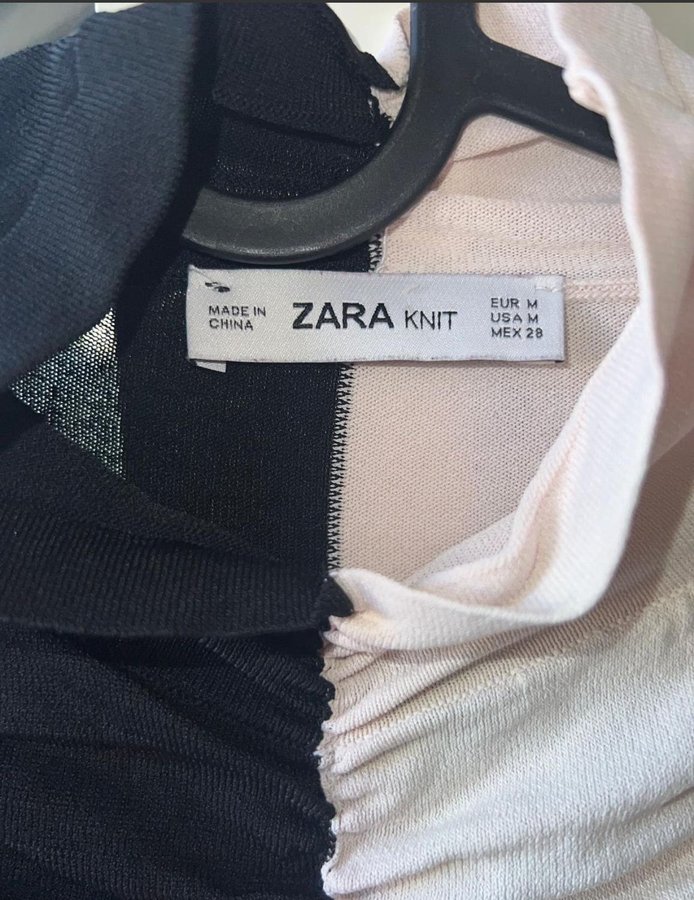 MADE IN
CHINA
ZARA KNIT
EUR M
USA M
MEX 28